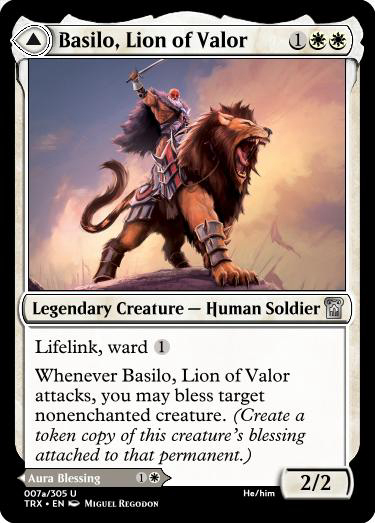 Basilo, Lion of Valor 1
Legendary Creature — Human Soldier
Lifelink, ward 1
Whenever Basilo, Lion of Valor
attacks, you may bless target
nonenchanted creature. (Create a
token copy of this creature's blessing
attached to that permanent.)
Aura Blessing 1
2/2
007a/305 U
TRX • EN Miguel Regodon
He/him